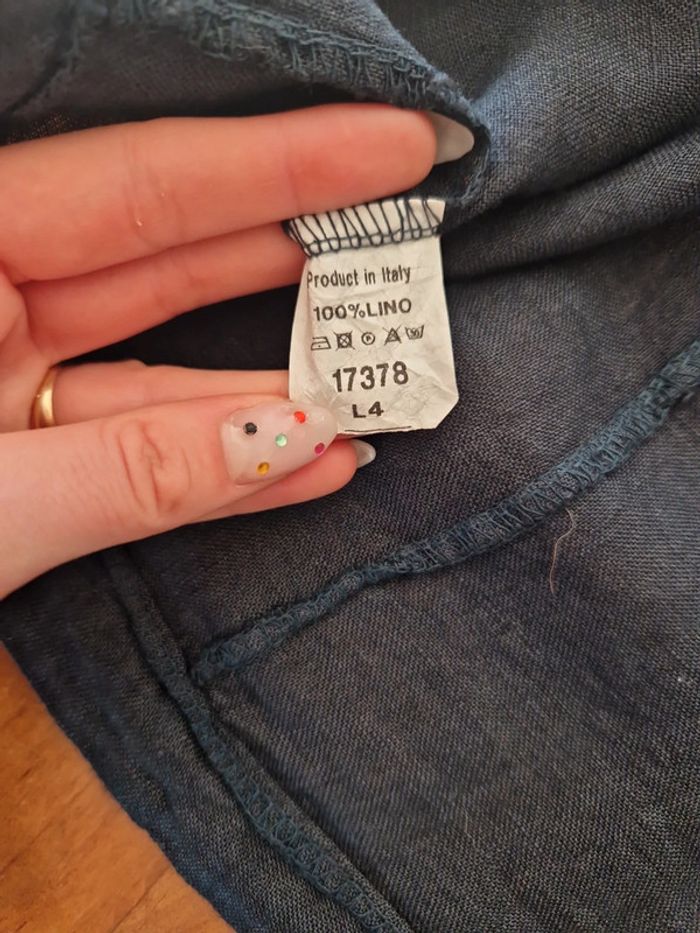 Product in Italy
100%LINO
17378
L4